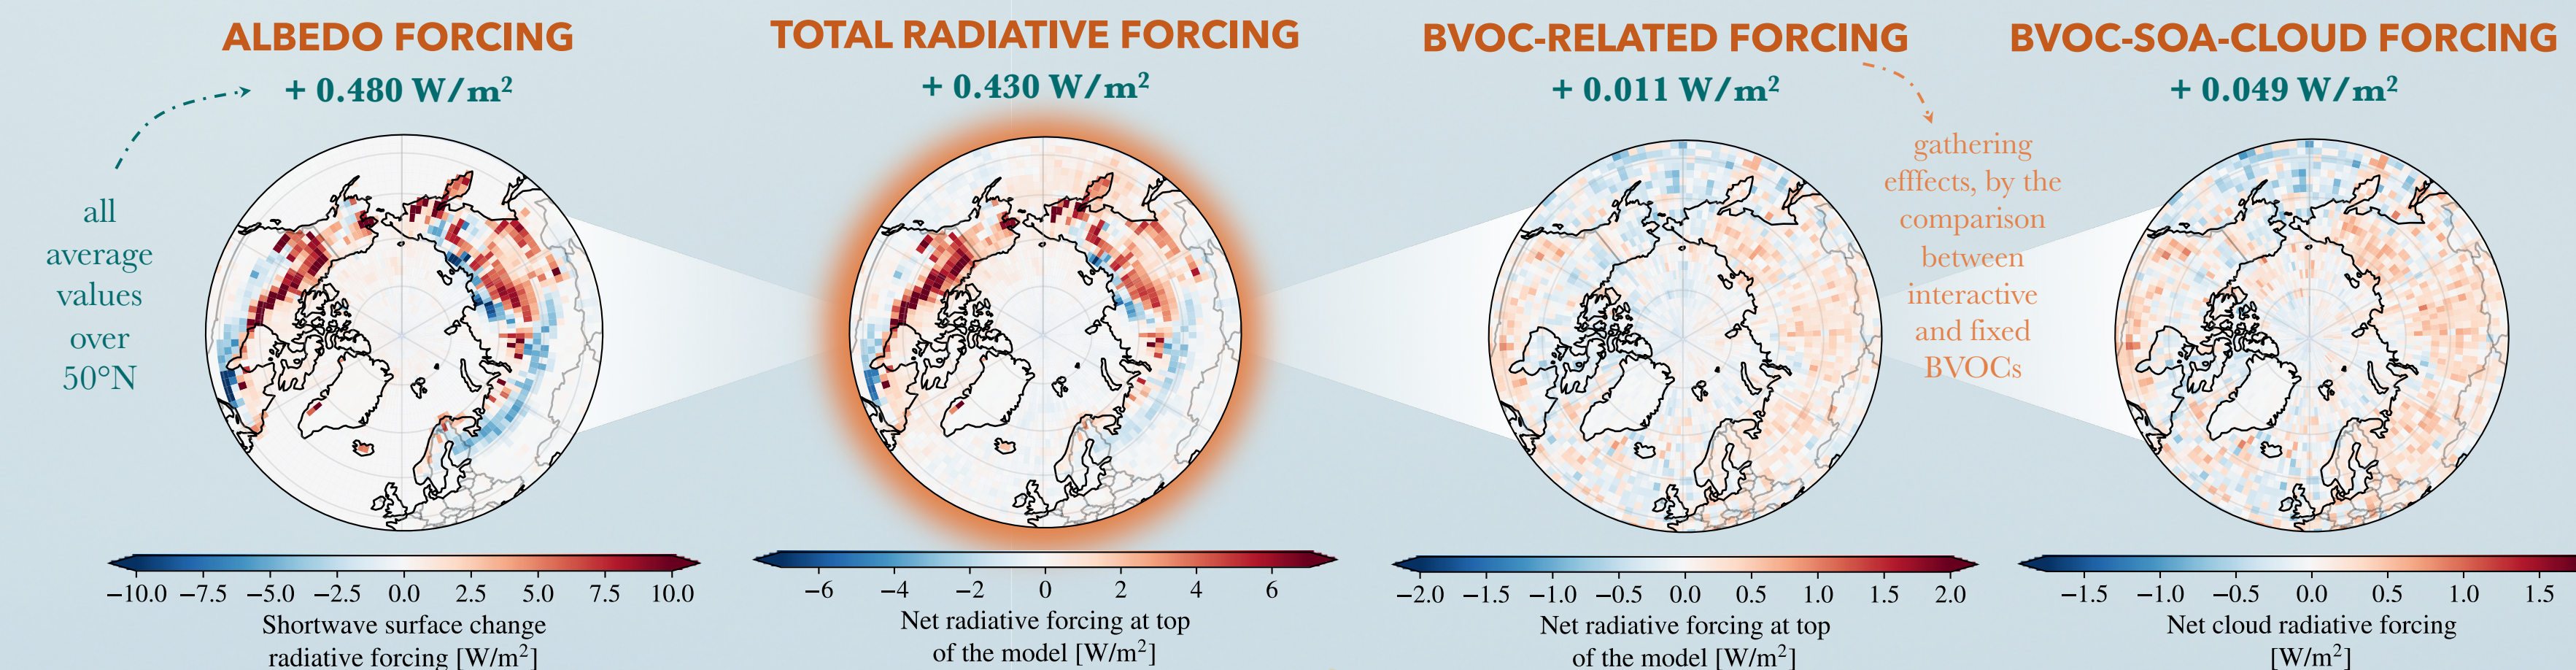 ALBEDO FORCING
+ 0.480 W/m²
all
average
values
over
50°N
−10.0 −7.5 −5.0 −2.5 0.0 2.5 5.0 7.5 10.0
Shortwave surface change
radiative forcing [W/m²]
TOTAL RADIATIVE FORCING
+ 0.430 W/m²
−6 −4 −2 0 2 4 6
Net radiative forcing at top
of the model [W/m²]
BVOC-RELATED FORCING
+ 0.011 W/m²
gathering
efffects, by the
comparison
between
interactive
and fixed
BVOCs
−2.0 −1.5 −1.0 −0.5 0.0 0.5 1.0 1.5 2.0
Net radiative forcing at top
of the model [W/m²]
BVOC-SOA-CLOUD FORCING
+ 0.049 W/m²
−1.5 −1.0 −0.5 0.0 0.5 1.0 1.5
Net cloud radiative forcing
[W/m²]